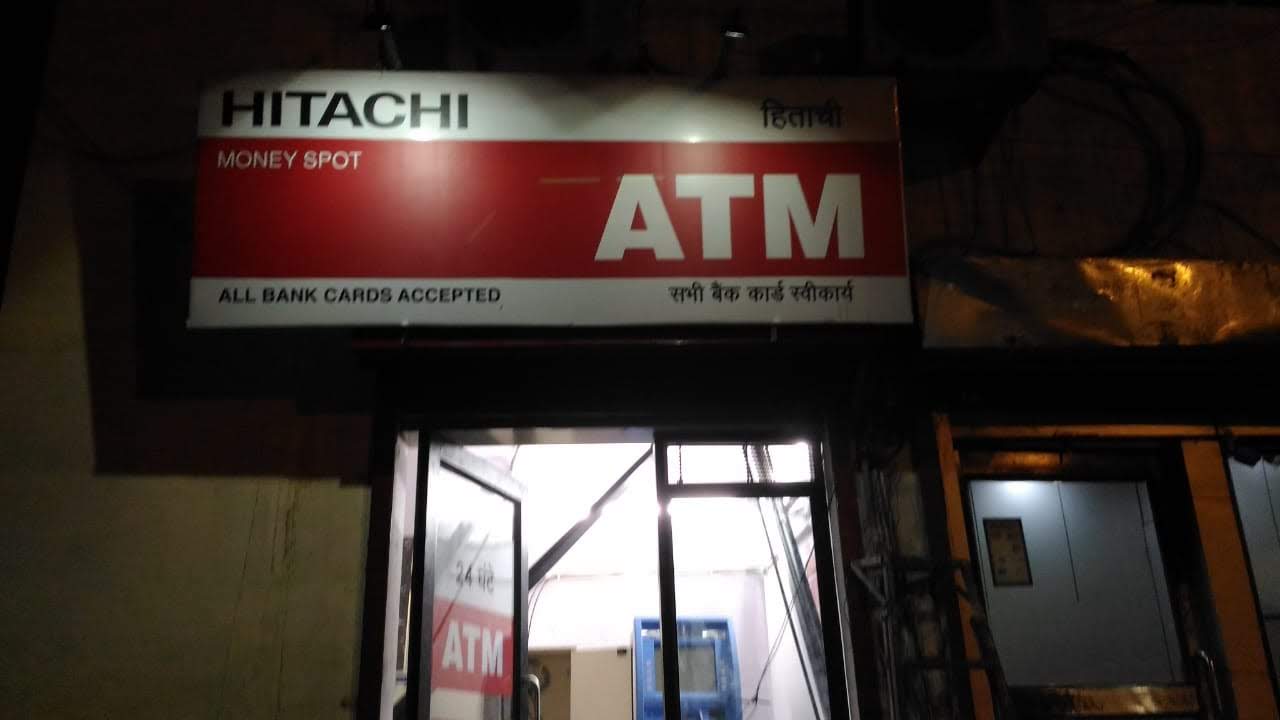 HITACHI हिताची
MONEY SPOT
ATM
ALL BANK CARDS ACCEPTED सभी बैंक कार्ड स्वीकार्य
24 घंटे
ATM